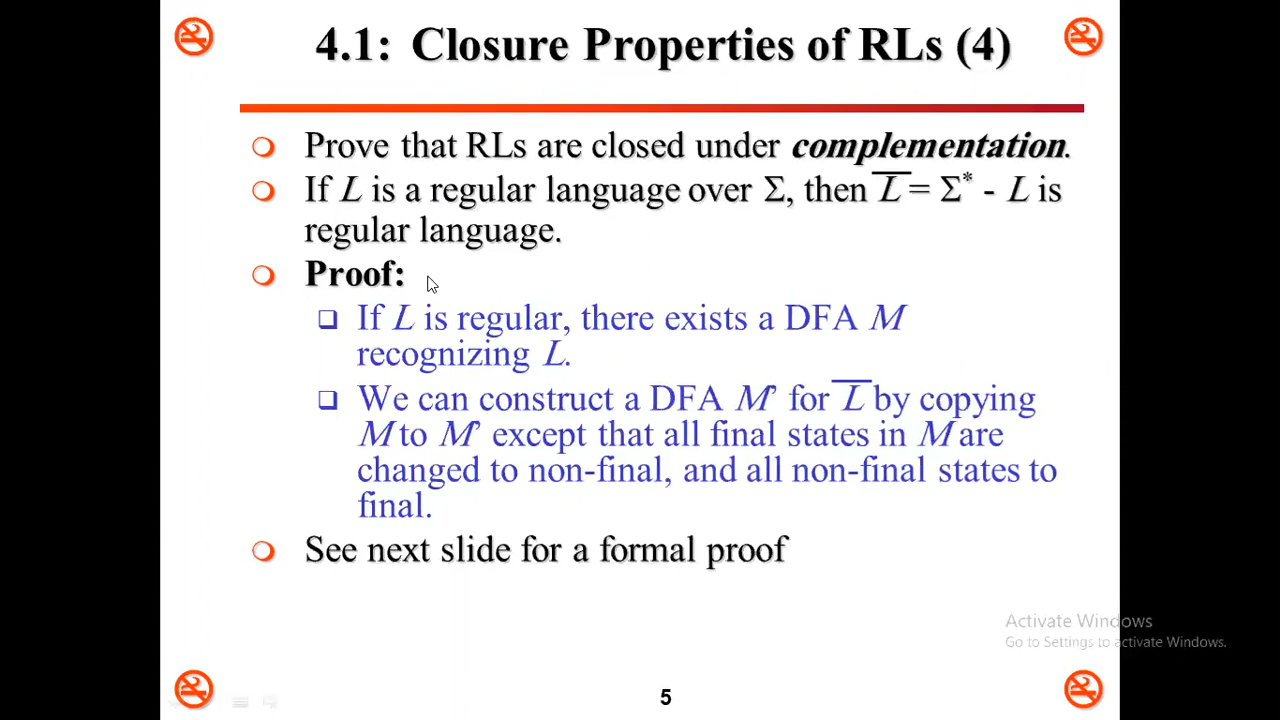 4.1: Closure Properties of RLs (4)
Prove that RLs are closed under complementation.
If L is a regular language over Σ, then L̅ = Σ* - L is
regular language.
Proof:
If L is regular, there exists a DFA M
recognizing L.
We can construct a DFA M’ for L̅ by copying
M to M’ except that all final states in M are
changed to non-final, and all non-final states to
final.
See next slide for a formal proof
Activate Windows
Go to Settings to activate Windows.
5